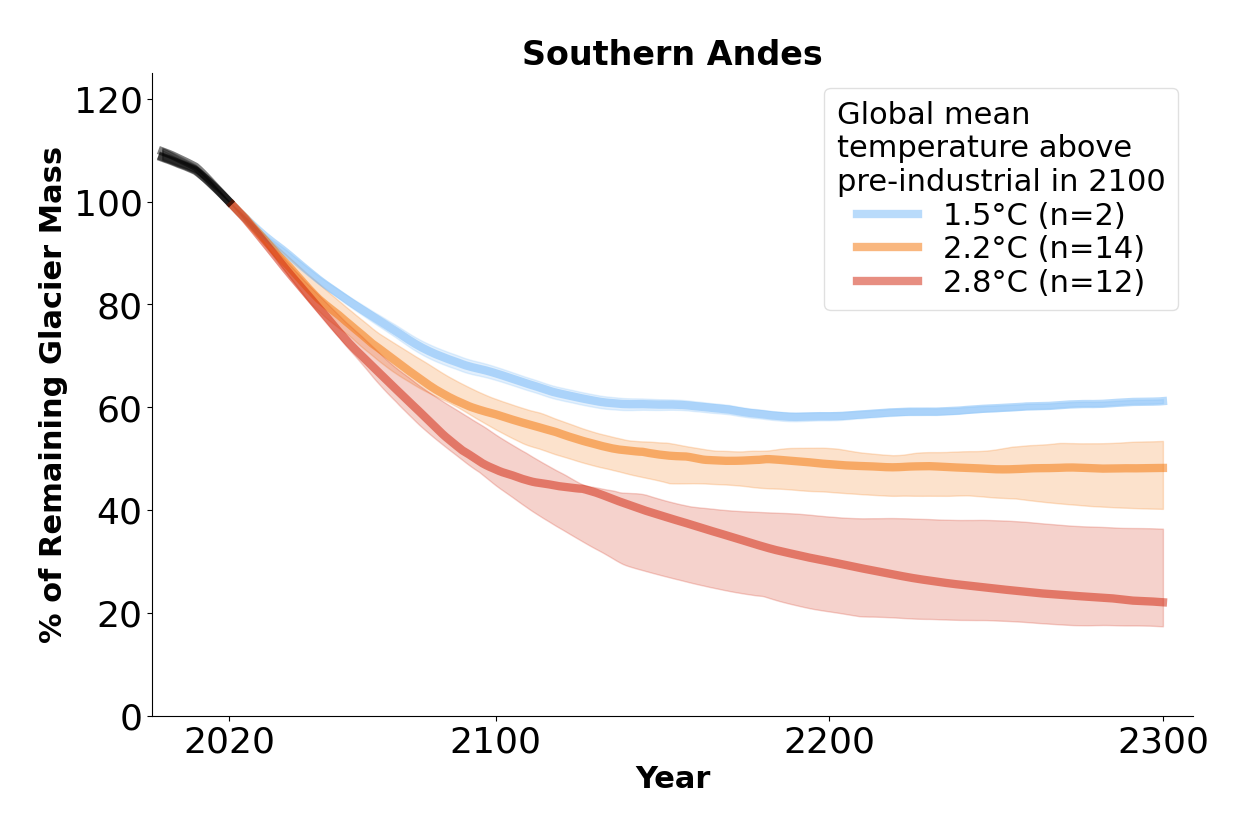 Southern Andes
% of Remaining Glacier Mass
120
100
80
60
40
20
0
Global mean
temperature above
pre-industrial in 2100
1.5°C (n=2)
2.2°C (n=14)
2.8°C (n=12)
2020
2100
2200
2300
Year